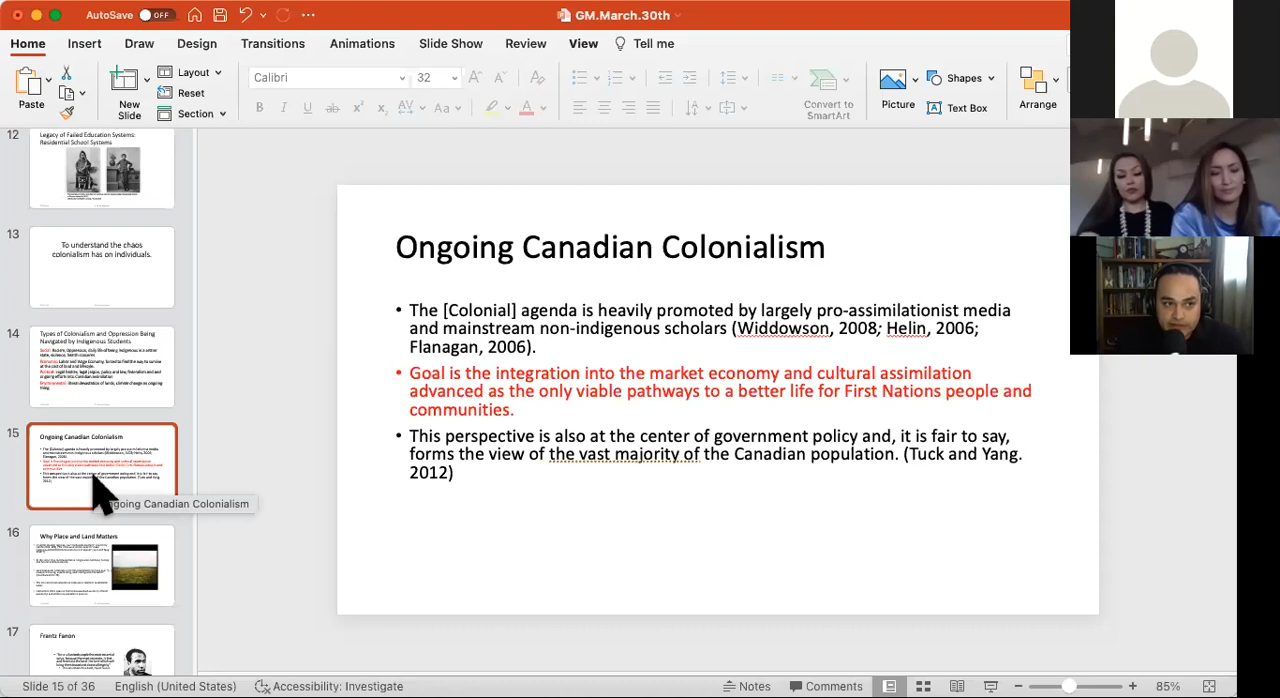 AutoSave OFF
GM.March.30th
Home Insert Draw Design Transitions Animations Slide Show Review View Tell me
Paste
New
Slide
Layout
Reset
Section
Calibri 32
Convert to
SmartArt
Picture
Shapes
Text Box
Arrange
12
Legacy of Failed Education Systems:
Residential School Systems
13
To understand the chaos
colonialism has on individuals.
14
Types of Colonialism and Oppression Being
Navigated by Indigenous Students
15
Ongoing Canadian Colonialism
Ongoing Canadian Colonialism
16
Why Place and Land Matters
17
Frantz Fanon
Ongoing Canadian Colonialism
• The [Colonial] agenda is heavily promoted by largely pro-assimilationist media
and mainstream non-indigenous scholars (Widdowson, 2008; Helin, 2006;
Flanagan, 2006).
• Goal is the integration into the market economy and cultural assimilation
advanced as the only viable pathways to a better life for First Nations people and
communities.
• This perspective is also at the center of government policy and, it is fair to say,
forms the view of the vast majority of the Canadian population. (Tuck and Yang.
2012)
Slide 15 of 36 English (United States) Accessibility: Investigate Notes Comments 85%